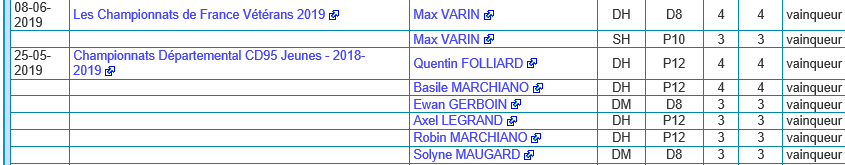 08-06-2019 Les Championnats de France Vétérans 2019 Max VARIN DH D8 4 4 vainqueur
Max VARIN SH P10 3 3 vainqueur
25-05-2019 Championnats Départemental CD95 Jeunes - 2018-2019 Quentin FOLLIARD DH P12 4 4 vainqueur
Basile MARCHIANO DH P12 4 4 vainqueur
Ewan GERBOIN DM D8 3 3 vainqueur
Axel LEGRAND DH P12 3 3 vainqueur
Robin MARCHIANO DH P12 3 3 vainqueur
Solyne MAUGARD DM D8 3 3 vainqueur